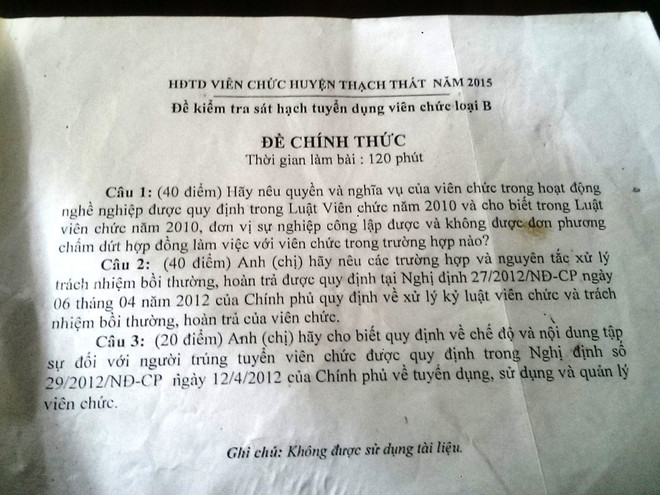 HĐTD VIÊN CHỨC HUYỆN THẠCH THẤT NĂM 2015
Đề kiểm tra sát hạch tuyển dụng viên chức loại B
ĐỀ CHÍNH THỨC
Thời gian làm bài : 120 phút
Câu 1: (40 điểm) Hãy nêu quyền và nghĩa vụ của viên chức trong hoạt động
nghề nghiệp được quy định trong Luật Viên chức năm 2010 và cho biết trong Luật
viên chức năm 2010, đơn vị sự nghiệp công lập được và không được đơn phương
chấm dứt hợp đồng làm việc với viên chức trong trường hợp nào?
Câu 2: (40 điểm) Anh (chị) hãy nêu các trường hợp và nguyên tắc xử lý
trách nhiệm bồi thường, hoàn trả được quy định tại Nghị định 27/2012/NĐ-CP ngày
06 tháng 04 năm 2012 của Chính phủ quy định về xử lý kỷ luật viên chức và trách
nhiệm bồi thường, hoàn trả của viên chức.
Câu 3: (20 điểm) Anh (chị) hãy cho biết quy định về chế độ và nội dung tập
sự đối với người trúng tuyển viên chức được quy định trong Nghị định số
29/2012/NĐ-CP ngày 12/4/2012 của Chính phủ về tuyển dụng, sử dụng và quản lý
viên chức.
Ghi chú: Không được sử dụng tài liệu.